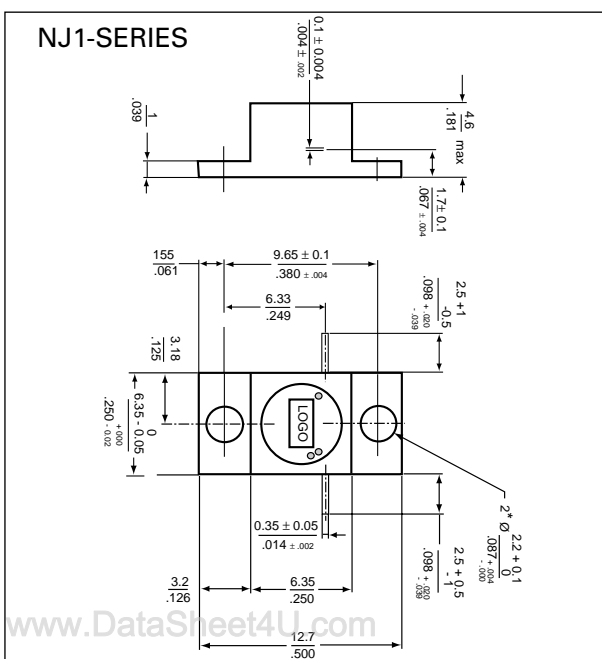 NJ1-SERIES
0.1 ± 0.004
.004 ± .002
4.6
.181
max
1
.039
1.7± 0.1
.067 ± .004
155
.061
9.65 ± 0.1
.380 ± .004
6.33
.249
2.5 +1
-0.5
.098 + .020
- .039
3.18
.125
0
6.35 - 0.05
+ .000
.250 - 0.02
LOGO
2* Ø
2.2 + 0.1
0
.087 + .004
- .000
0.35 ± 0.05
.014 ± .002
2.5 + 0.5
- 1
.098 + .020
- .039
3.2
.126
6.35
.250
12.7
.500
www.DataSheet4U.com